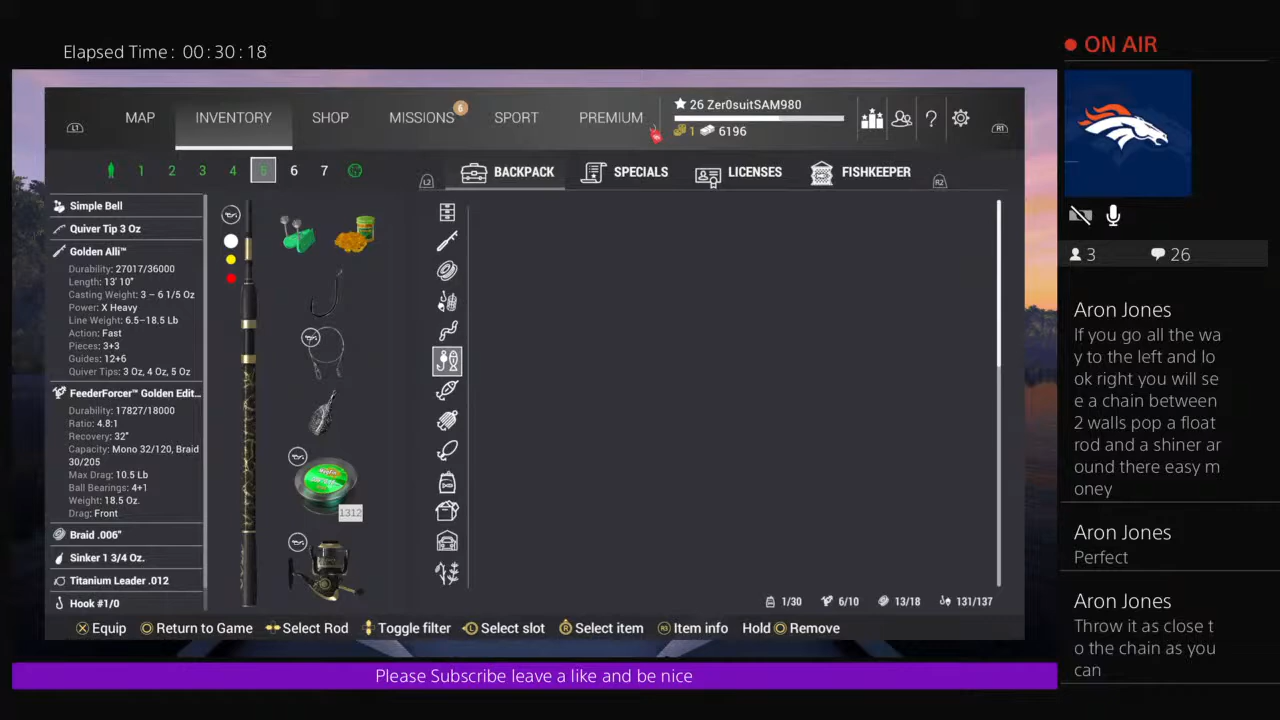 Elapsed Time: 00:30:18
ON AIR
L1
MAP
INVENTORY
SHOP
MISSIONS
6
SPORT
PREMIUM
26 Zer0suitSAM980
1
6196
?
R1
1
2
3
4
5
6
7
L2
BACKPACK
SPECIALS
LICENSES
FISHKEEPER
R2
Simple Bell
Quiver Tip 3 Oz
Golden Alli™
Durability: 27017/36000
Length: 13' 10"
Casting Weight: 3 – 6 1/5 Oz
Power: X Heavy
Line Weight: 6.5–18.5 Lb
Action: Fast
Pieces: 3+3
Guides: 12+6
Quiver Tips: 3 Oz, 4 Oz, 5 Oz
FeederForcer™ Golden Edit...
Durability: 17827/18000
Ratio: 4.8:1
Recovery: 32"
Capacity: Mono 32/120, Braid
30/205
Max Drag: 10.5 Lb
Ball Bearings: 4+1
Weight: 18.5 Oz.
Drag: Front
Braid .006"
Sinker 1 3/4 Oz.
Titanium Leader .012
Hook #1/0
1312
1/30
6/10
13/18
131/137
Equip
Return to Game
Select Rod
Toggle filter
L Select slot
R Select item
R3 Item info
Hold Remove
Please Subscribe leave a like and be nice
3
26
Aron Jones
If you go all the wa
y to the left and lo
ok right you will se
e a chain between
2 walls pop a float
rod and a shiner ar
ound there easy m
oney
Aron Jones
Perfect
Aron Jones
Throw it as close t
o the chain as you
can